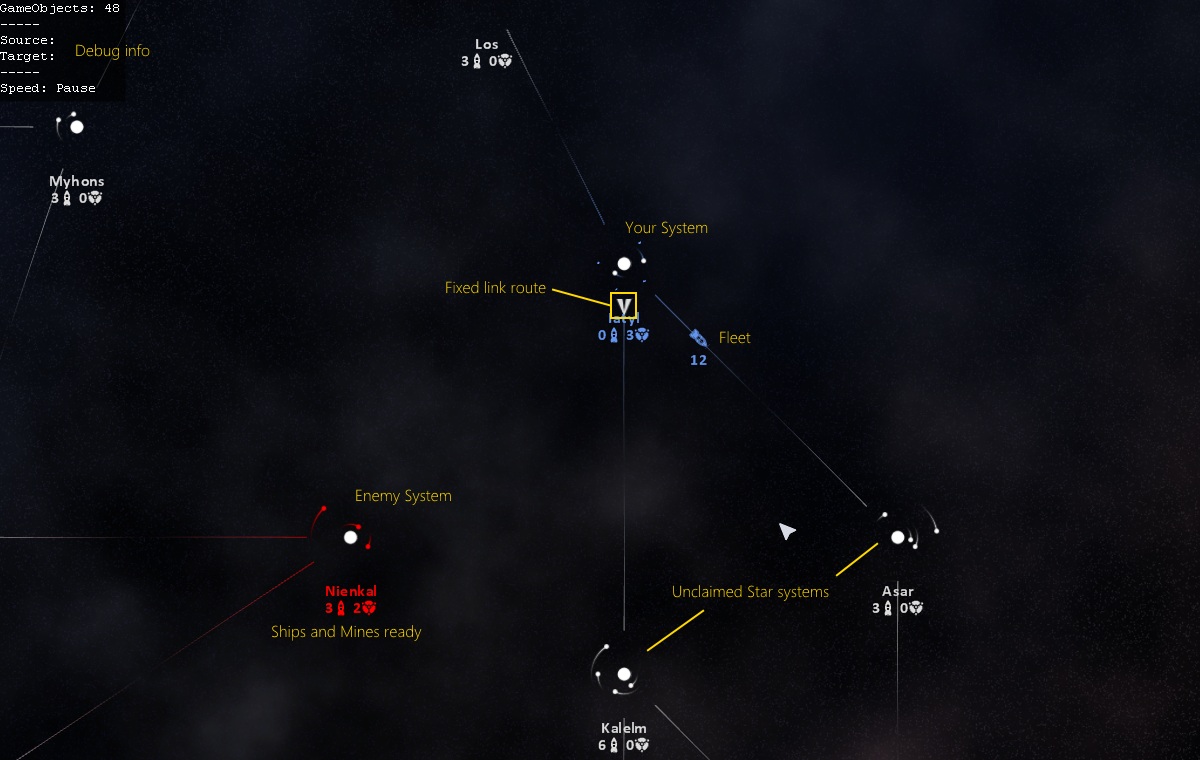 GameObjects: 48
-----
Source:
Target:
-----
Speed: Pause
Debug info
Los
3 0
Myhons
3 0
Your System
Fixed link route
0 3
Fleet
12
Enemy System
Nienkal
3 2
Ships and Mines ready
Unclaimed Star systems
Asar
3 0
Kalelm
6 0